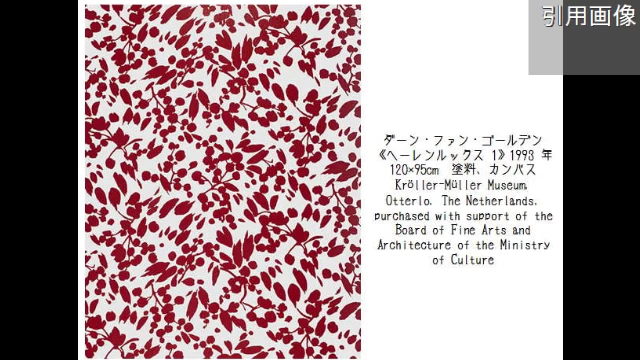 引用画像
ダーン・ファン・ゴールデン
《ヘーレンルックス 1》1993 年
120×95cm　塗料、カンバス
Kröller-Müller Museum,
Otterlo, The Netherlands,
purchased with support of the
Board of Fine Arts and
Architecture of the Ministry
of Culture